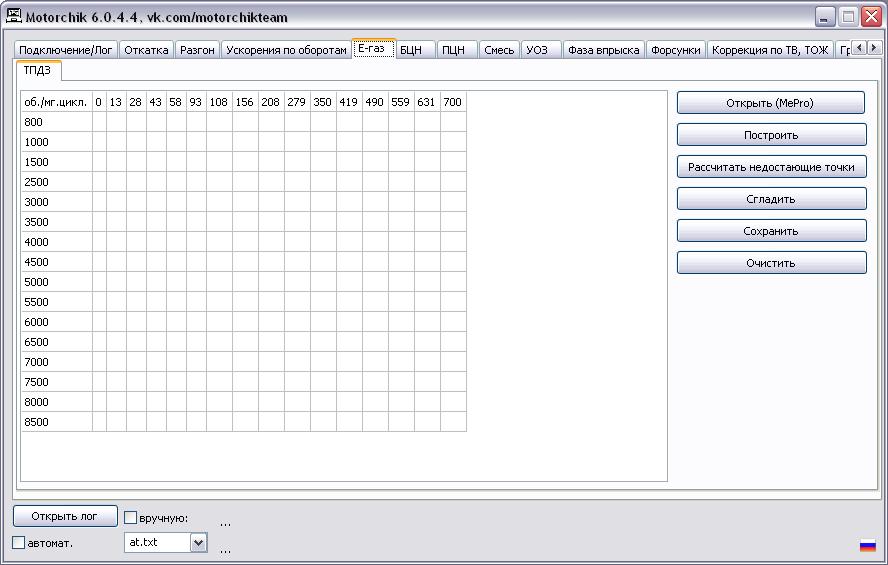 Motorchik 6.0.4.4, vk.com/motorchikteam
Подключение/Лог Откатка Разгон Ускорения по оборотам Е-газ БЦН ПЦН Смесь УОЗ Фаза впрыска Форсунки Коррекция по ТВ, ТОЖ Гр
ТПДЗ
об./мг.цикл. 0 13 28 43 58 93 108 156 208 279 350 419 490 559 631 700
800
1000
1500
2500
3000
3500
4000
4500
5000
5500
6000
6500
7000
7500
8000
8500
Открыть (MePro)
Построить
Рассчитать недостающие точки
Сгладить
Сохранить
Очистить
Открыть лог вручную: ...
автомат. at.txt ...